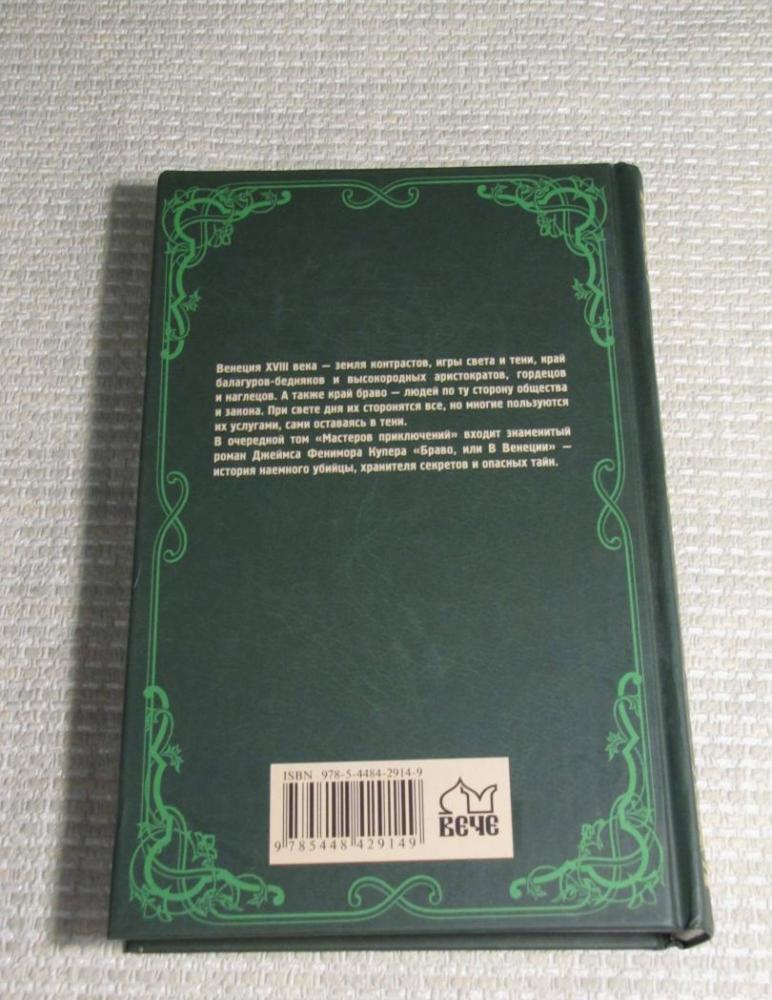 Венеция XVIII века — земля контрастов, игры света и тени, край
балагуров-бедняков и высокородных аристократов, гордецов
и наглецов. А также край браво — людей по ту сторону общества
и закона. При свете дня их сторонятся все, но многие пользуются
их услугами, сами оставаясь в тени.
В очередной том «Мастеров приключений» входит знаменитый
роман Джеймса Фенимора Купера «Браво, или В Венеции» —
история наемного убийцы, хранителя секретов и опасных тайн.
ISBN 978-5-4484-2914-9
9 785448 429149
ВЕЧЕ